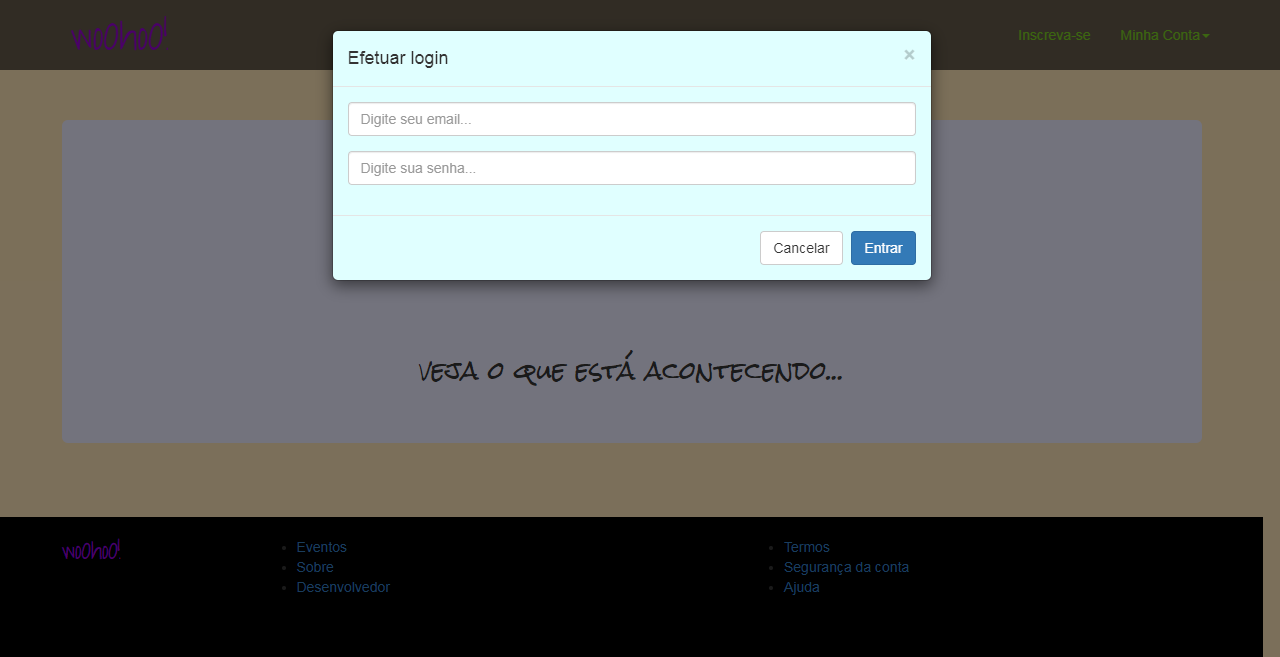 woohoo!
Inscreva-se
Minha Conta
Efetuar login
×
Digite seu email...
Digite sua senha...
Cancelar
Entrar
Veja o que está acontecendo...
woohoo!
Eventos
Sobre
Desenvolvedor
Termos
Segurança da conta
Ajuda